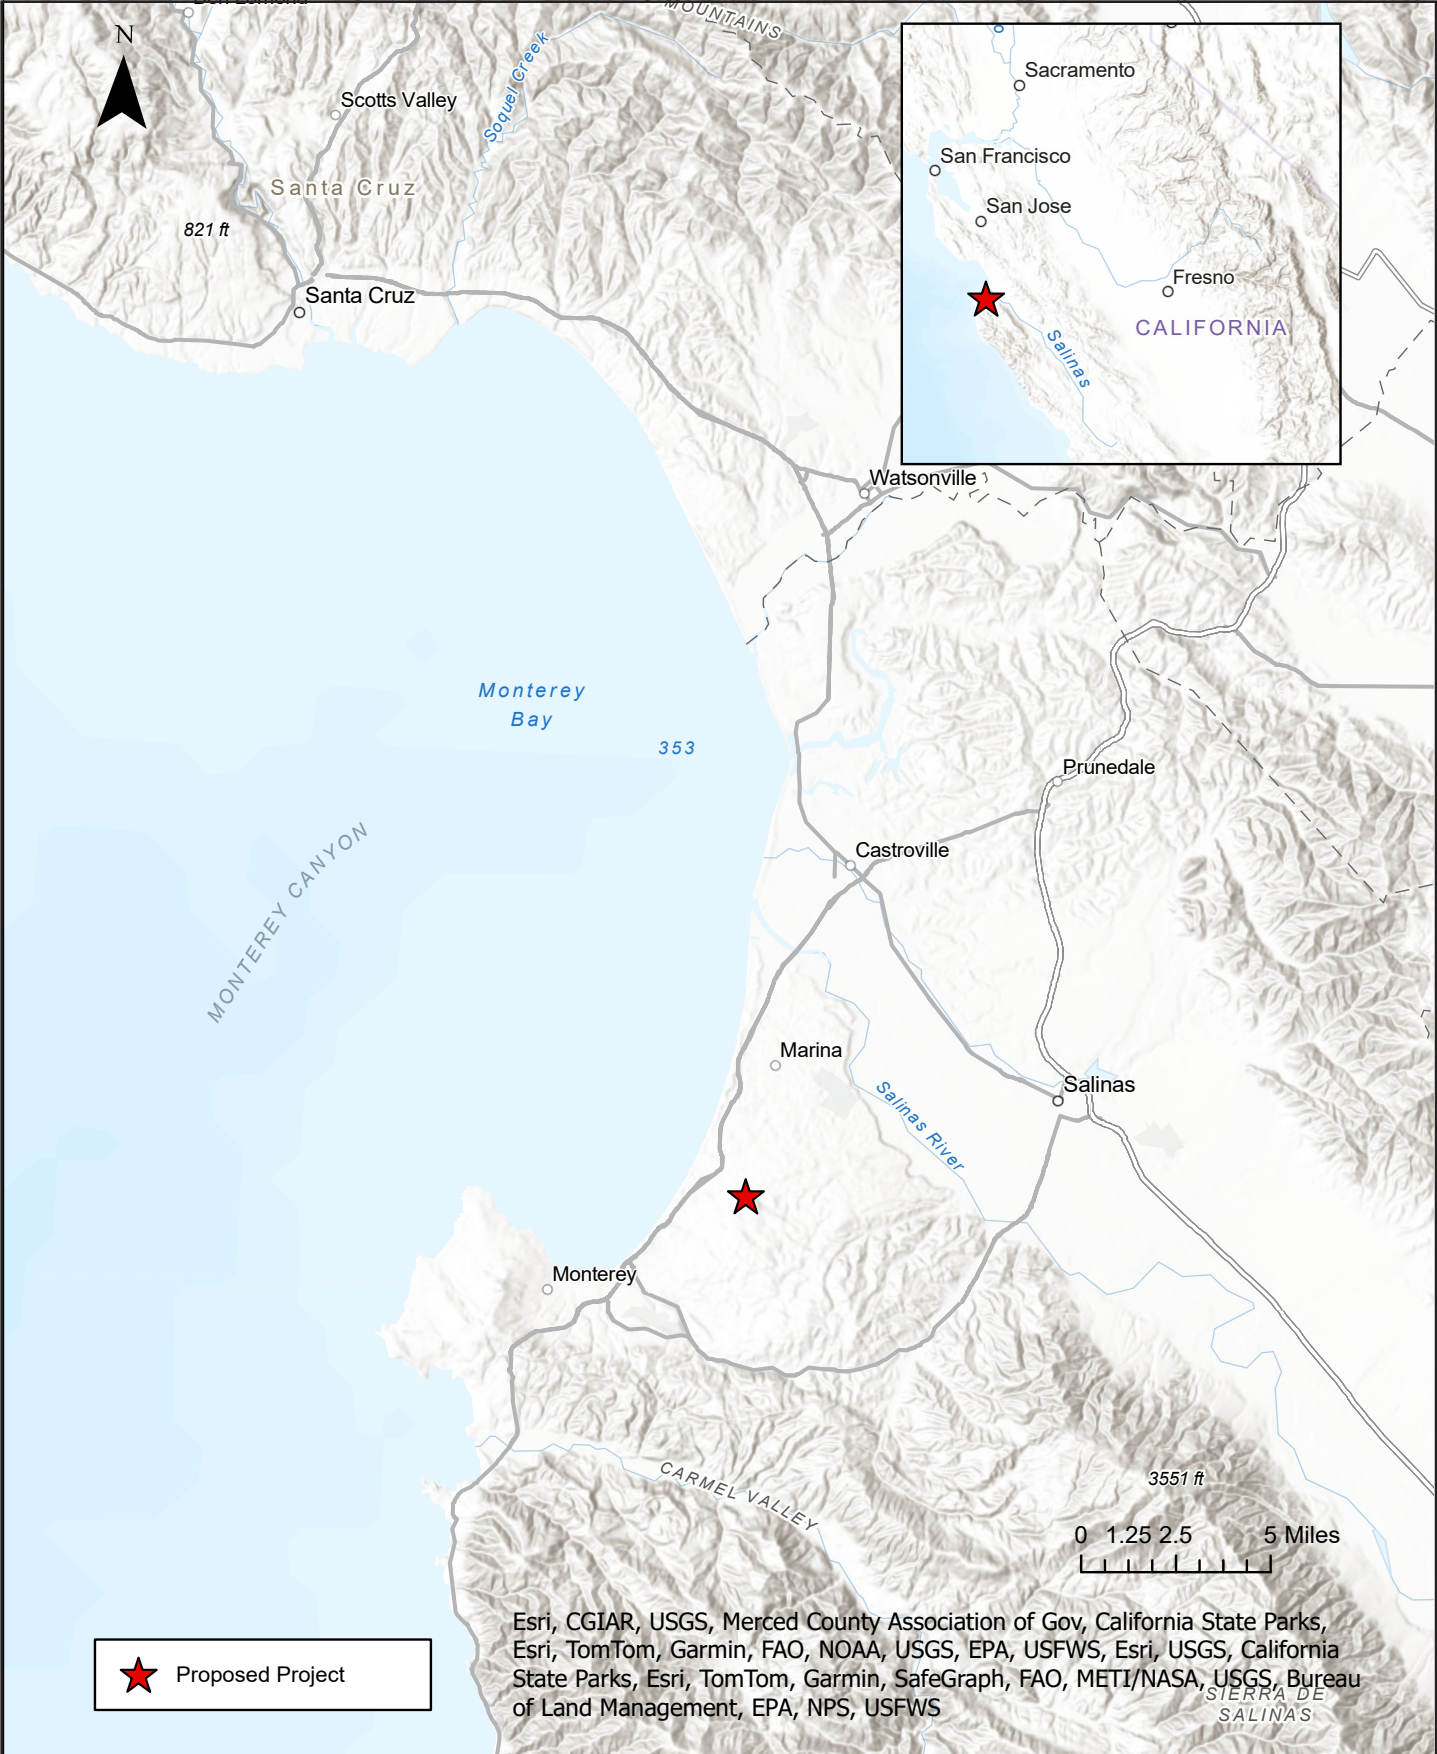 Ben Lomond
MOUNTAINS
N
Scotts Valley
Soquel Creek
Santa Cruz
821 ft
Santa Cruz
Sacramento
San Francisco
San Jose
Fresno
CALIFORNIA
Salinas
Watsonville
Monterey
Bay
353
Prunedale
MONTEREY CANYON
Castroville
Marina
Salinas
Salinas River
Monterey
CARMEL VALLEY
3551 ft
0 1.25 2.5 5 Miles
Esri, CGIAR, USGS, Merced County Association of Gov, California State Parks,
Esri, TomTom, Garmin, FAO, NOAA, USGS, EPA, USFWS, Esri, USGS, California
State Parks, Esri, TomTom, Garmin, SafeGraph, FAO, METI/NASA, USGS, Bureau
of Land Management, EPA, NPS, USFWS
SIERRA DE
SALINAS
Proposed Project